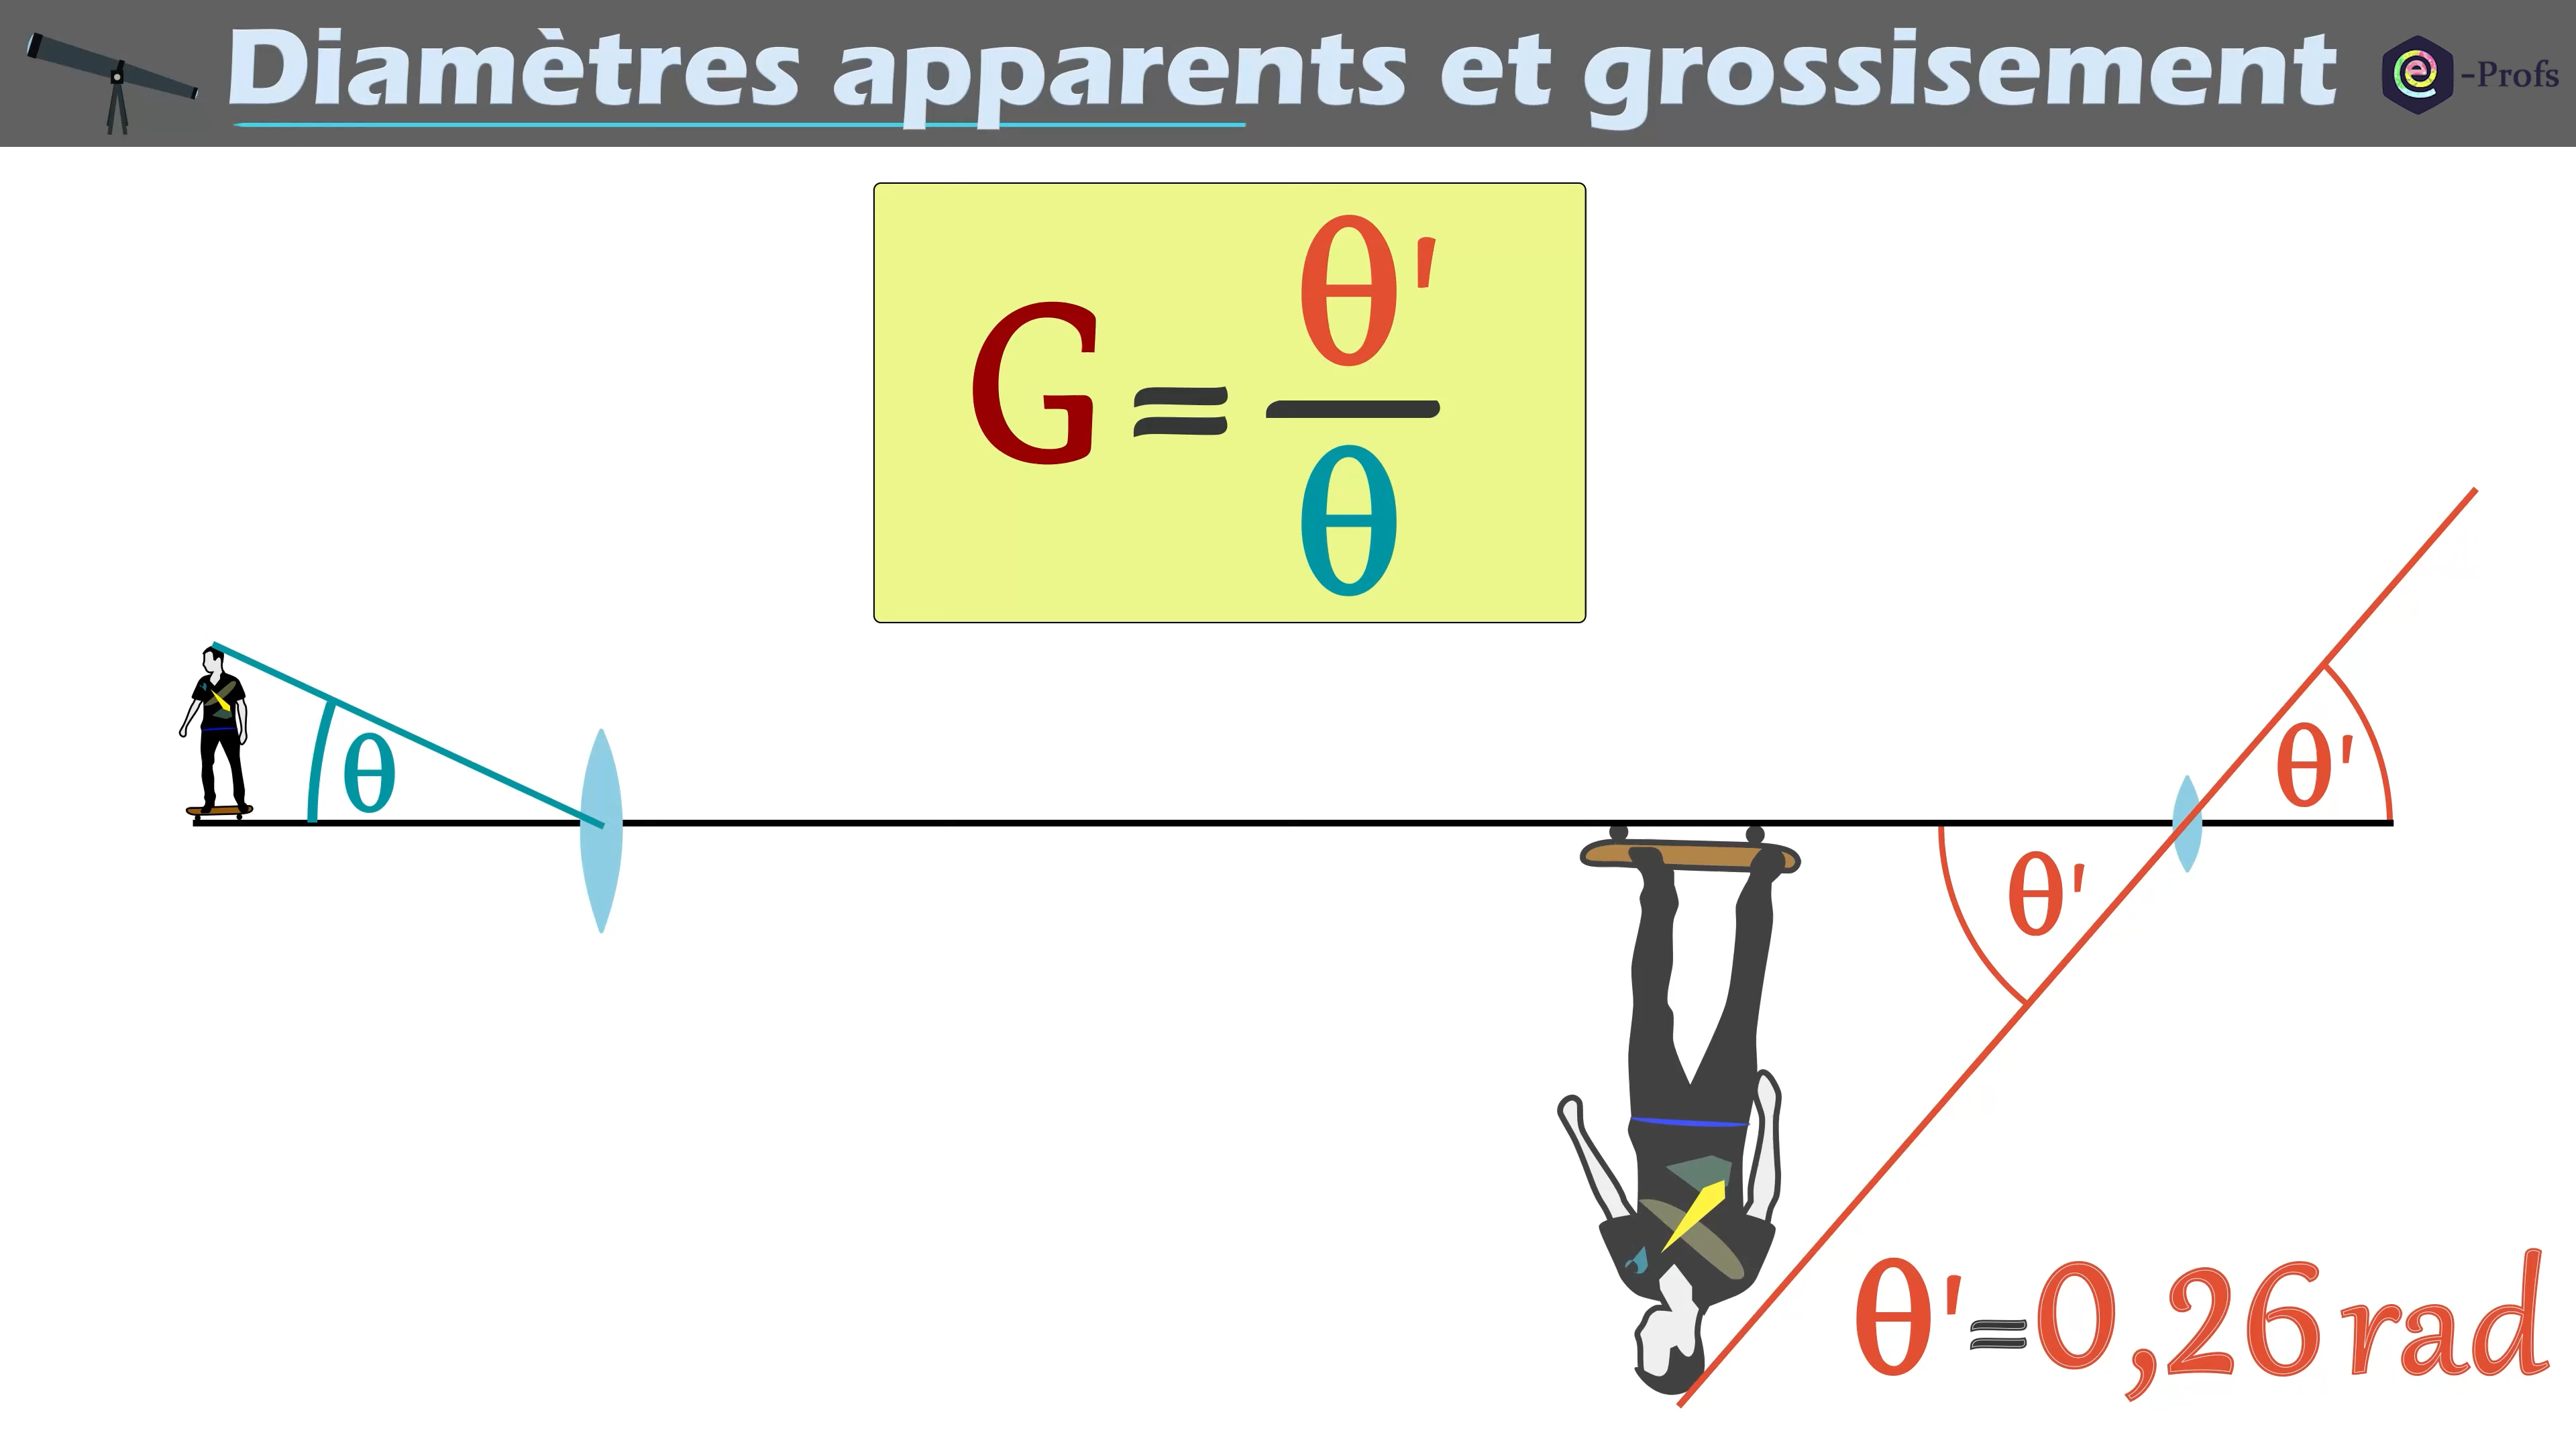 Diamètres apparents et grossisement
e-Profs
G=θ'/θ
θ
θ'
θ'
θ'=0,26 rad